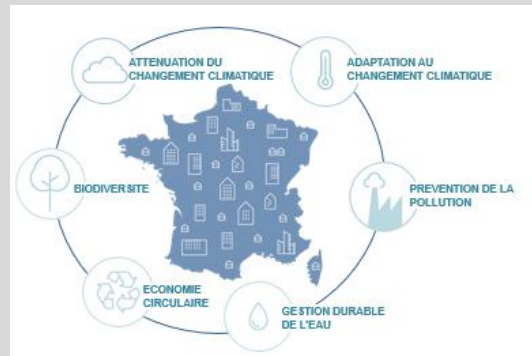 ATTENUATION DU
CHANGEMENT CLIMATIQUE
ADAPTATION AU
CHANGEMENT CLIMATIQUE
BIODIVERSITE
PREVENTION DE LA
POLLUTION
ECONOMIE
CIRCULAIRE
GESTION DURABLE
DE L'EAU